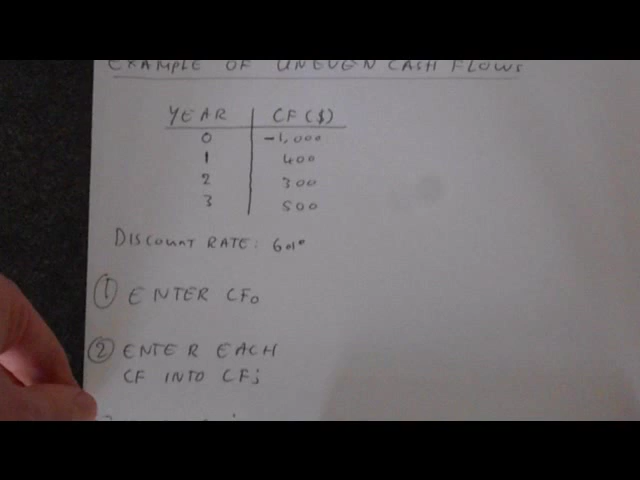 EXAMPLE OF UNEVEN CASH FLOWS
YEAR CF ($)
0 -1,000
1 400
2 300
3 500
DISCOUNT RATE: 6%
① ENTER CF₀
② ENTER EACH
CF INTO CFj